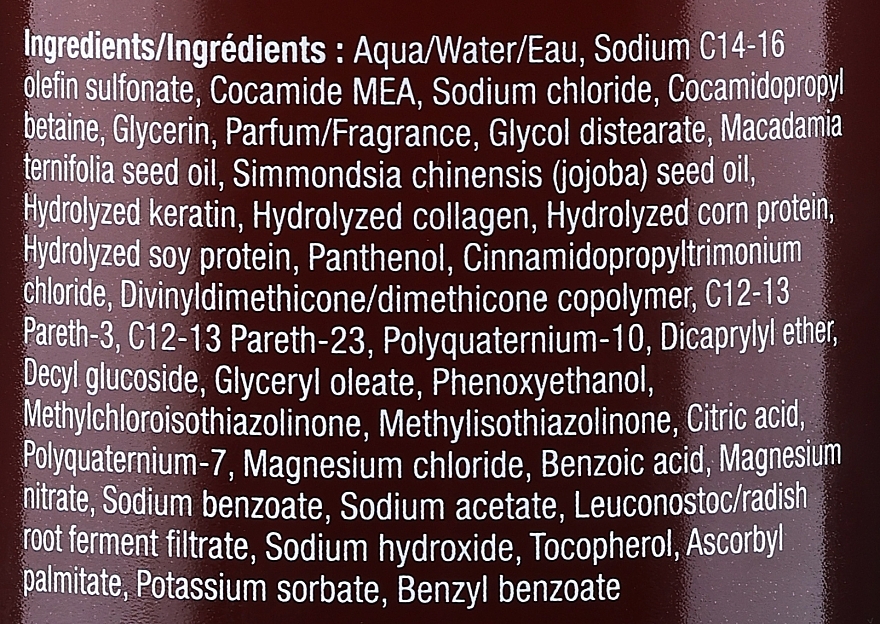 Ingredients/Ingrédients : Aqua/Water/Eau, Sodium C14-16
olefin sulfonate, Cocamide MEA, Sodium chloride, Cocamidopropyl
betaine, Glycerin, Parfum/Fragrance, Glycol distearate, Macadamia
ternifolia seed oil, Simmondsia chinensis (jojoba) seed oil,
Hydrolyzed keratin, Hydrolyzed collagen, Hydrolyzed corn protein,
Hydrolyzed soy protein, Panthenol, Cinnamidopropyltrimonium
chloride, Divinyldimethicone/dimethicone copolymer, C12-13
Pareth-3, C12-13 Pareth-23, Polyquaternium-10, Dicaprylyl ether,
Decyl glucoside, Glyceryl oleate, Phenoxyethanol,
Methylchloroisothiazolinone, Methylisothiazolinone, Citric acid,
Polyquaternium-7, Magnesium chloride, Benzoic acid, Magnesium
nitrate, Sodium benzoate, Sodium acetate, Leuconostoc/radish
root ferment filtrate, Sodium hydroxide, Tocopherol, Ascorbyl
palmitate, Potassium sorbate, Benzyl benzoate